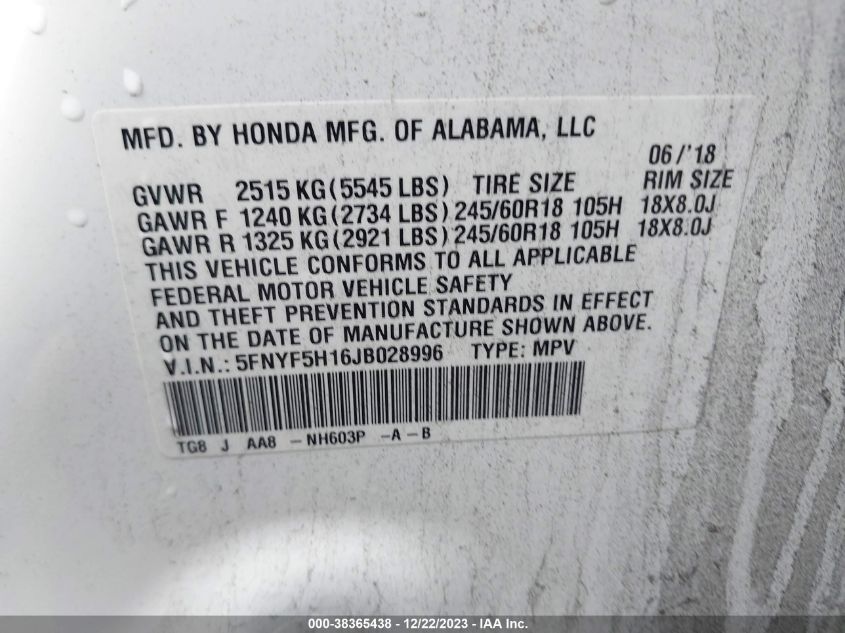 MFD. BY HONDA MFG. OF ALABAMA, LLC
06/'18
GVWR 2515 KG(5545 LBS) TIRE SIZE RIM SIZE
GAWR F 1240 KG(2734 LBS) 245/60R18 105H 18X8.0J
GAWR R 1325 KG(2921 LBS) 245/60R18 105H 18X8.0J
THIS VEHICLE CONFORMS TO ALL APPLICABLE
FEDERAL MOTOR VEHICLE SAFETY
AND THEFT PREVENTION STANDARDS IN EFFECT
ON THE DATE OF MANUFACTURE SHOWN ABOVE.
V.I.N.: 5FNYF5H16JB028996 TYPE: MPV
TG8 J AA8 -NH603P -A-B
000-38365438 - 12/22/2023 - IAA Inc.